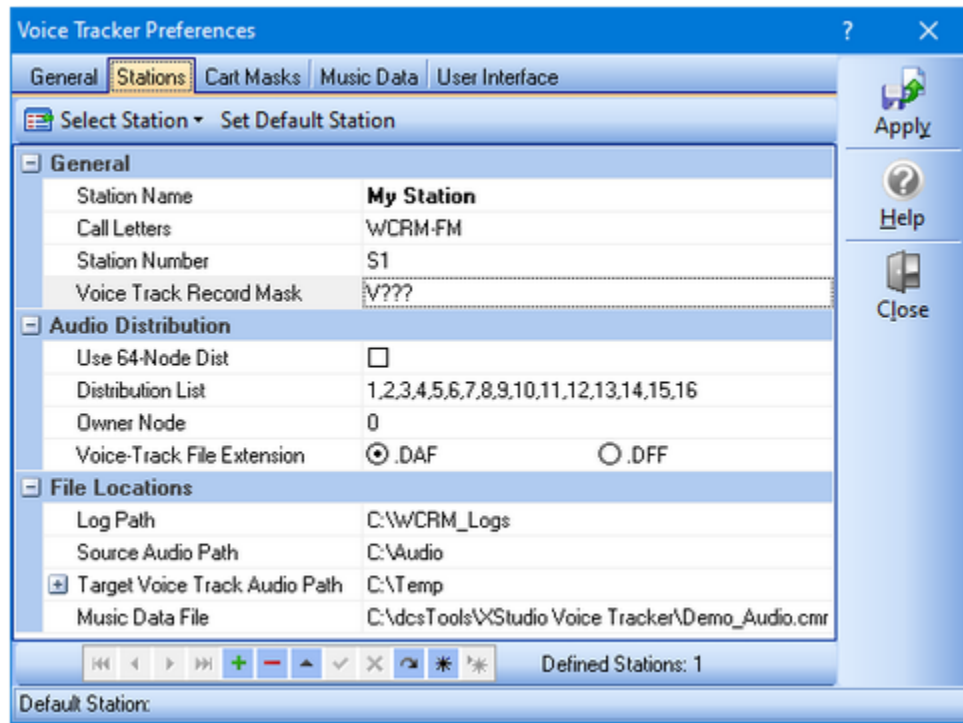 Voice Tracker Preferences ? ×
General Stations Cart Masks Music Data User Interface
Select Station Set Default Station
Apply
Help
Close
General
Station Name My Station
Call Letters WCRM-FM
Station Number S1
Voice Track Record Mask V???
Audio Distribution
Use 64-Node Dist
Distribution List 1,2,3,4,5,6,7,8,9,10,11,12,13,14,15,16
Owner Node 0
Voice-Track File Extension .DAF .DFF
File Locations
Log Path C:\WCRM_Logs
Source Audio Path C:\Audio
Target Voice Track Audio Path C:\Temp
Music Data File C:\dcsTools\XStudio Voice Tracker\Demo_Audio.cmr
Defined Stations: 1
Default Station: